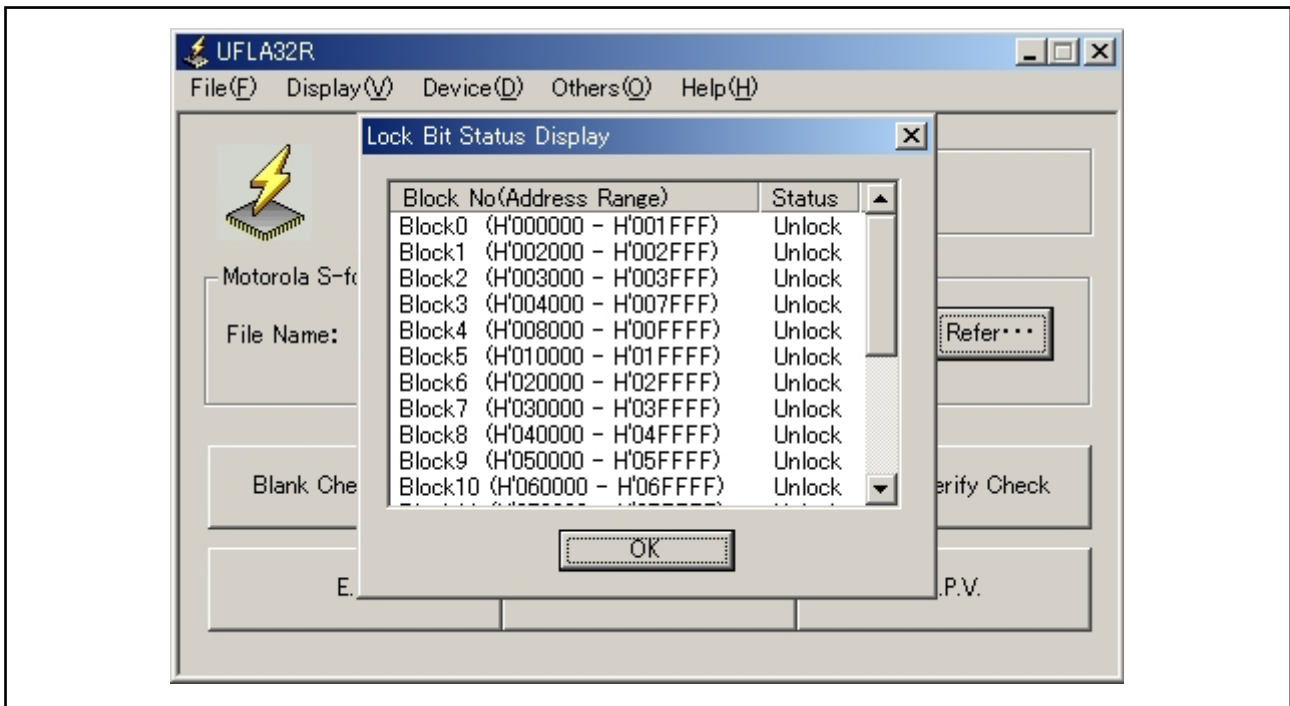 UFLA32R
File(F) Display(V) Device(D) Others(O) Help(H)
Lock Bit Status Display
Block No(Address Range) Status
Block0 (H'000000 - H'001FFF) Unlock
Block1 (H'002000 - H'002FFF) Unlock
Block2 (H'003000 - H'003FFF) Unlock
Block3 (H'004000 - H'007FFF) Unlock
Block4 (H'008000 - H'00FFFF) Unlock
Block5 (H'010000 - H'01FFFF) Unlock
Block6 (H'020000 - H'02FFFF) Unlock
Block7 (H'030000 - H'03FFFF) Unlock
Block8 (H'040000 - H'04FFFF) Unlock
Block9 (H'050000 - H'05FFFF) Unlock
Block10 (H'060000 - H'06FFFF) Unlock
OK
Motorola S-fo
File Name:
Refer･･･
Blank Che
erify Check
E.
.P.V.